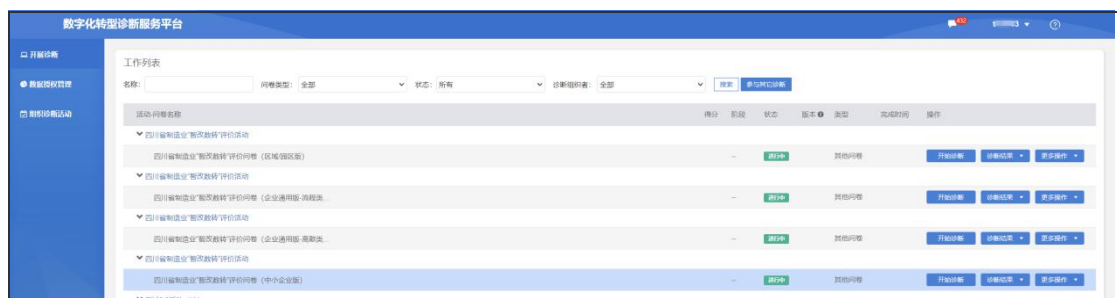 数字化转型诊断服务平台
432
开展诊断
数据授权管理
组织诊断活动
工作列表
名称: 问卷类型: 全部 状态: 所有 诊断组织者: 全部 搜索 参与其它诊断
活动-问卷名称 得分 阶段 状态 版本 类型 完成时间 操作
四川省制造业"智改数转"评价活动
四川省制造业"智改数转"评价问卷（区域/园区版） -- 进行中 其他问卷 开始诊断 诊断结果 更多操作
四川省制造业"智改数转"评价活动
四川省制造业"智改数转"评价问卷（企业通用版-流程类... -- 进行中 其他问卷 开始诊断 诊断结果 更多操作
四川省制造业"智改数转"评价活动
四川省制造业"智改数转"评价问卷（企业通用版-离散类... -- 进行中 其他问卷 开始诊断 诊断结果 更多操作
四川省制造业"智改数转"评价活动
四川省制造业"智改数转"评价问卷（中小企业版） -- 进行中 其他问卷 开始诊断 诊断结果 更多操作